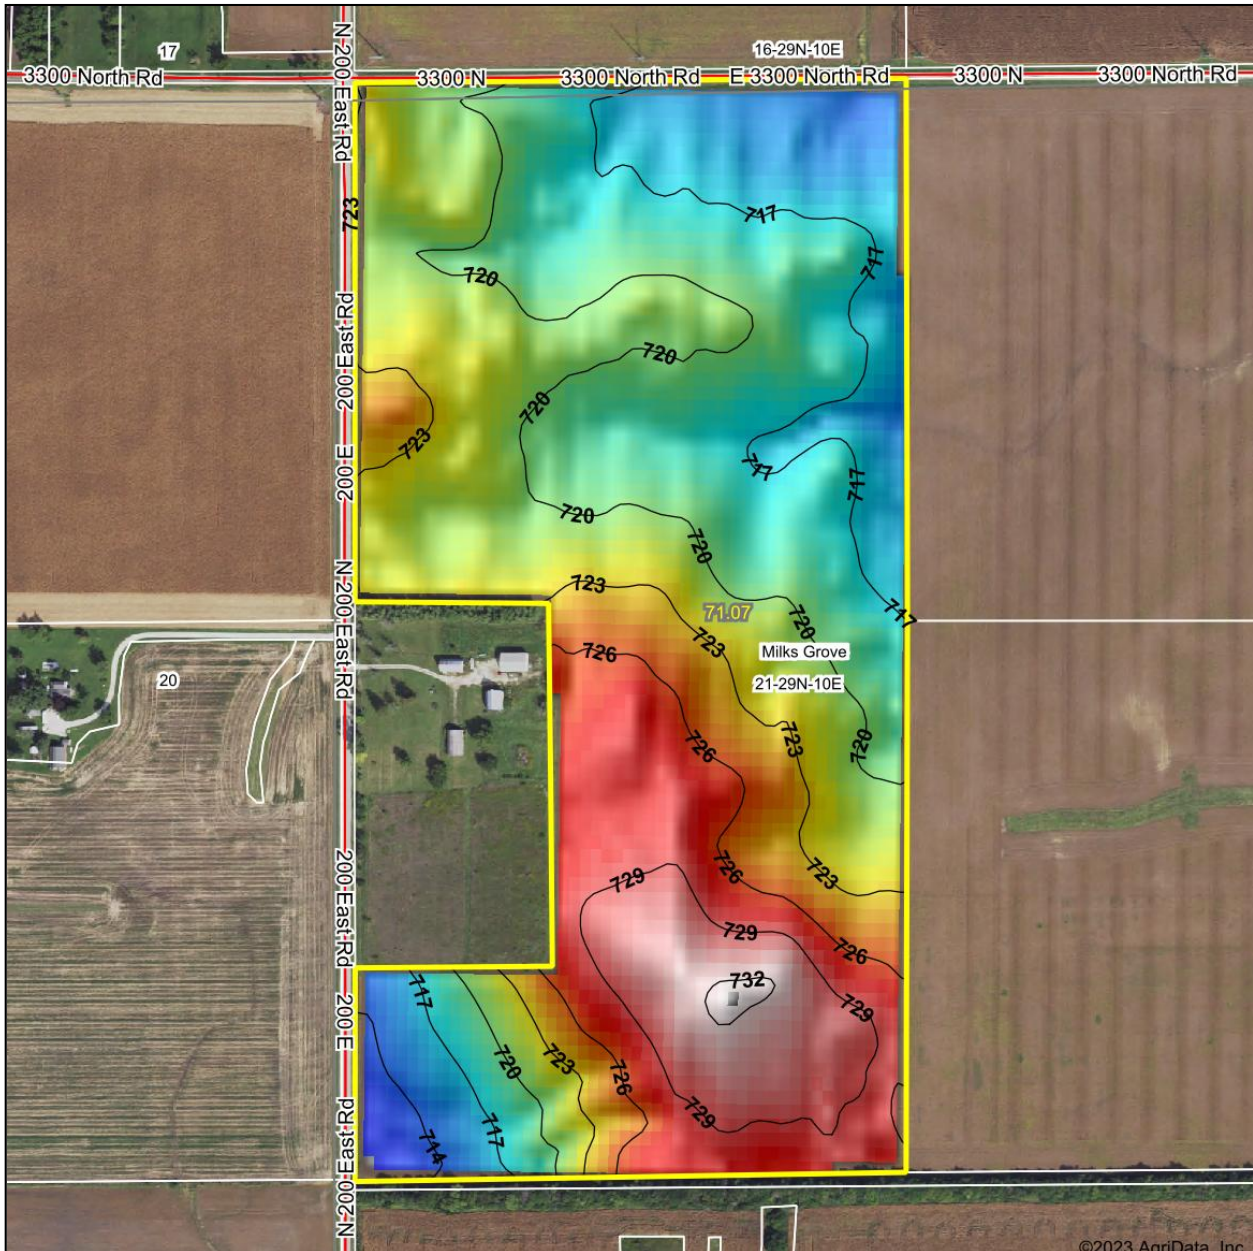 17
16-29N-10E
3300 North Rd
3300 N
3300 North Rd
E 3300 North Rd
3300 N
3300 North Rd
N 200 East Rd
723
717
717
720
720
200 East Rd
720
723
200 E
717
717
720
720
N 200 East Rd
723
71.07
720
717
723
726
Milks Grove
20
21-29N-10E
726
723
720
200 East Rd
726
723
729
729
726
732
717
729
200 E
720
723
726
729
717
714
N 200 East Rd
©2023 AgriData, Inc.